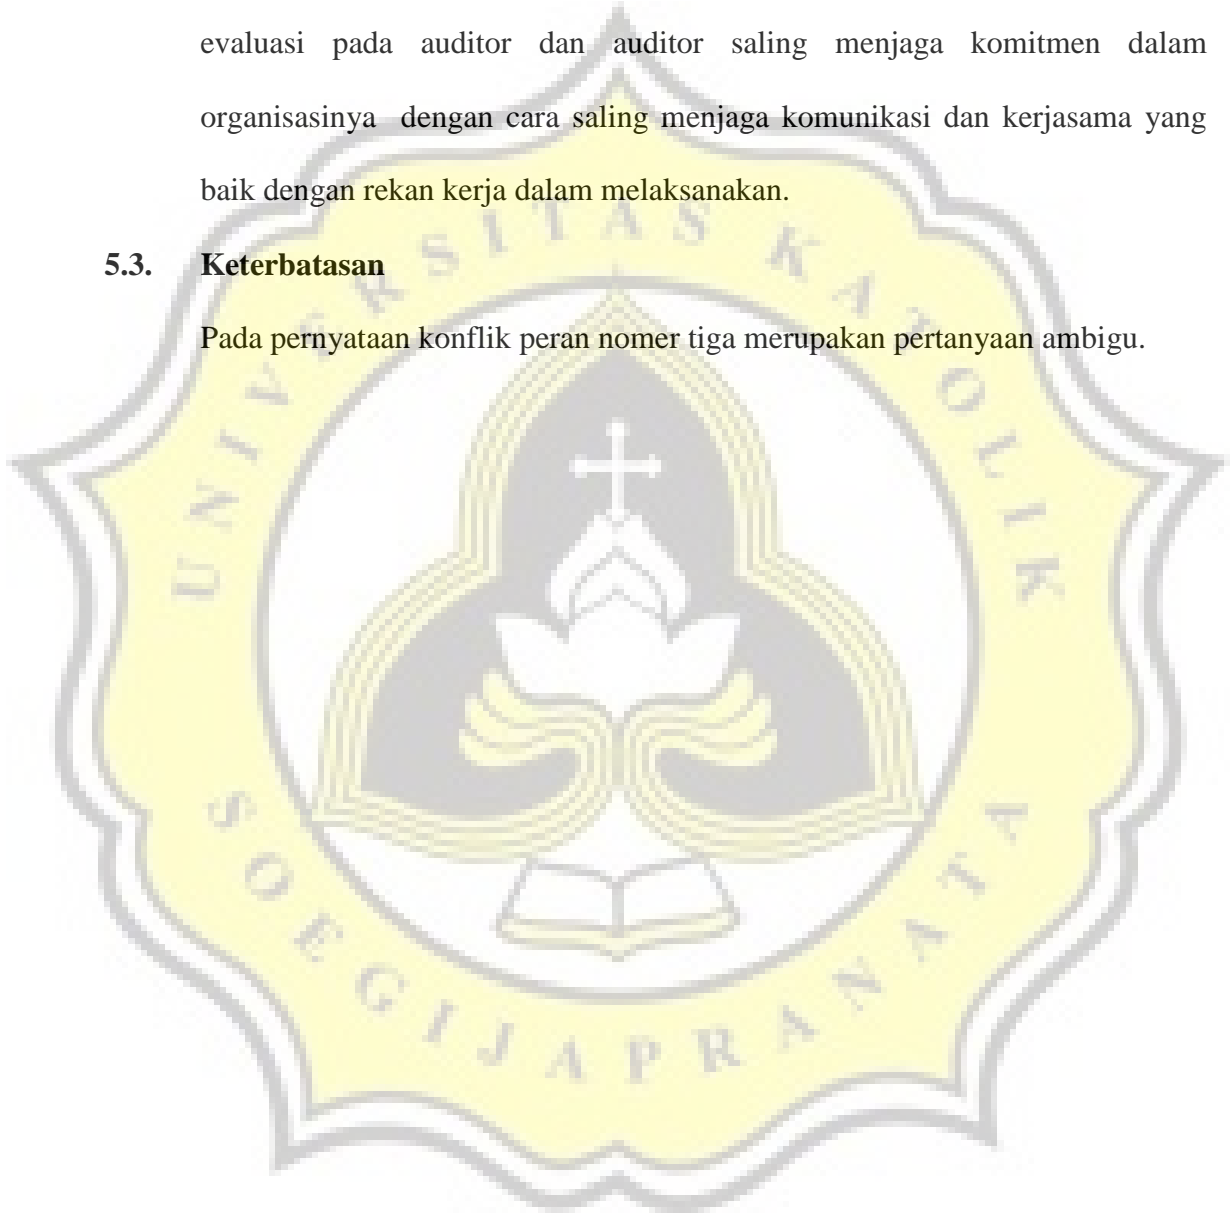 evaluasi pada auditor dan auditor saling menjaga komitmen dalam
organisasinya dengan cara saling menjaga komunikasi dan kerjasama yang
baik dengan rekan kerja dalam melaksanakan.
5.3. Keterbatasan
Pada pernyataan konflik peran nomer tiga merupakan pertanyaan ambigu.
UNIVERSITAS KATOLIK
SOEGIJAPRANATA